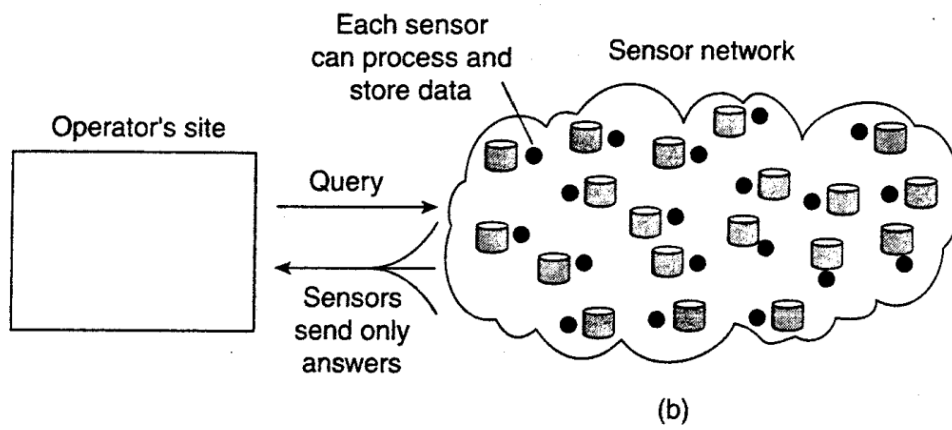 Each sensor
can process and
store data
Sensor network
Operator's site
Query
Sensors
send only
answers
(b)